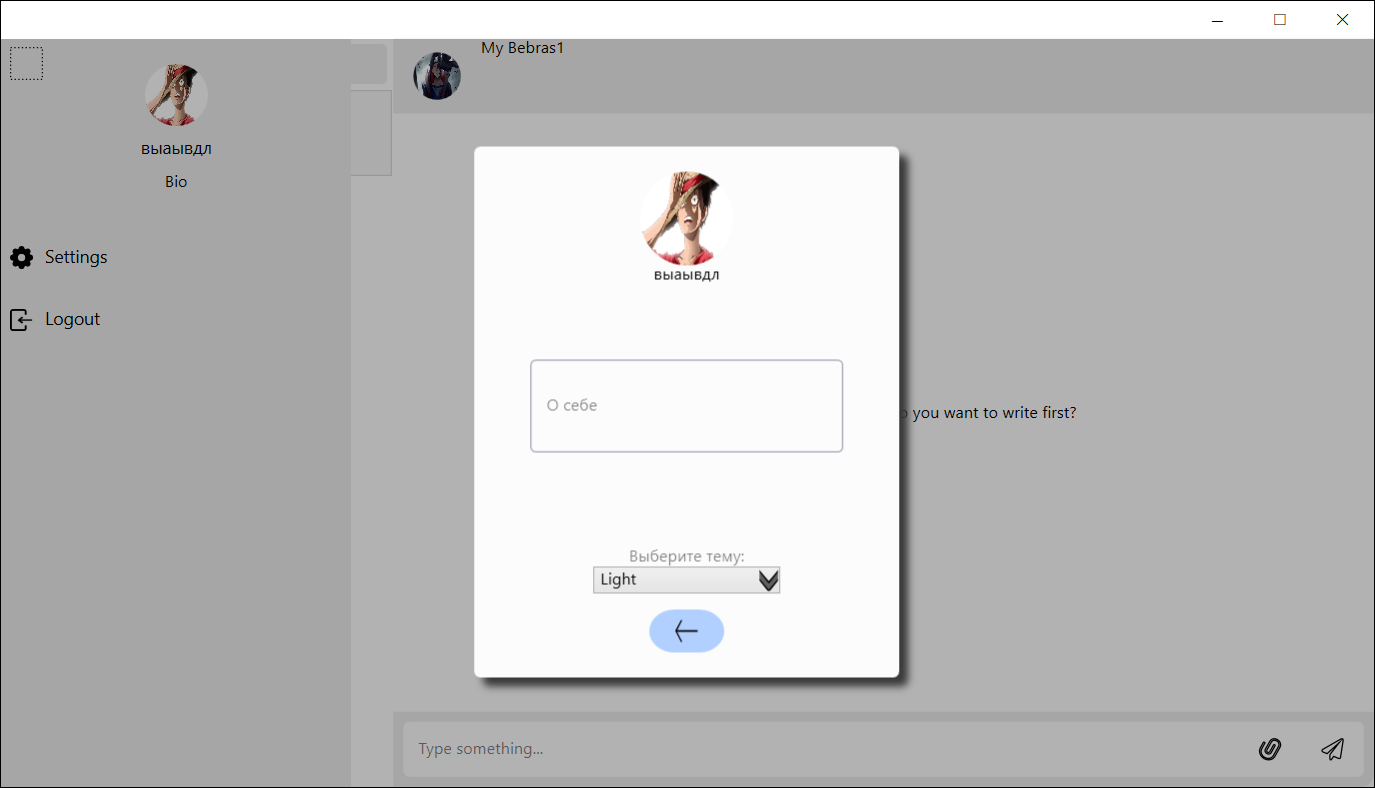 My Bebras1
выаывдл
Bio
Settings
Logout
выаывдл
О себе
you want to write first?
Выберите тему:
Light
Type something...